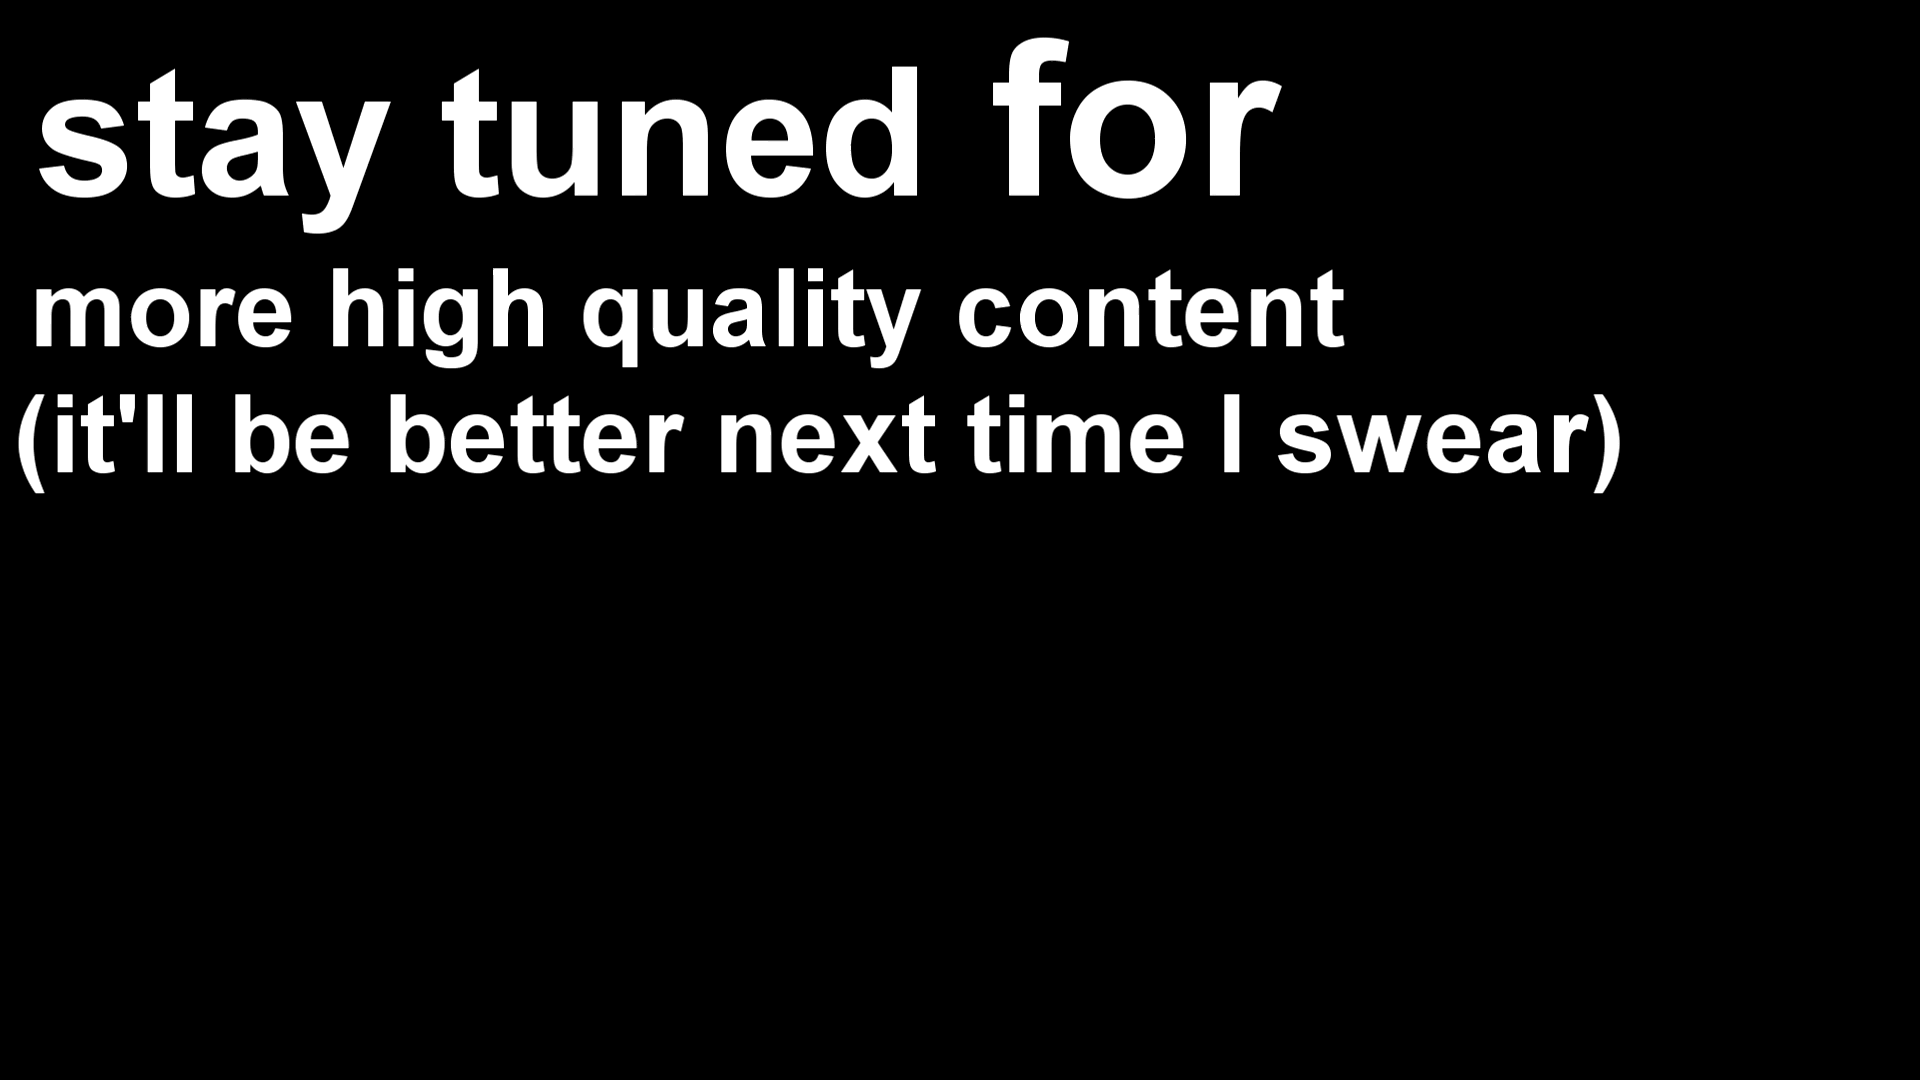 stay tuned for
more high quality content
(it'll be better next time I swear)